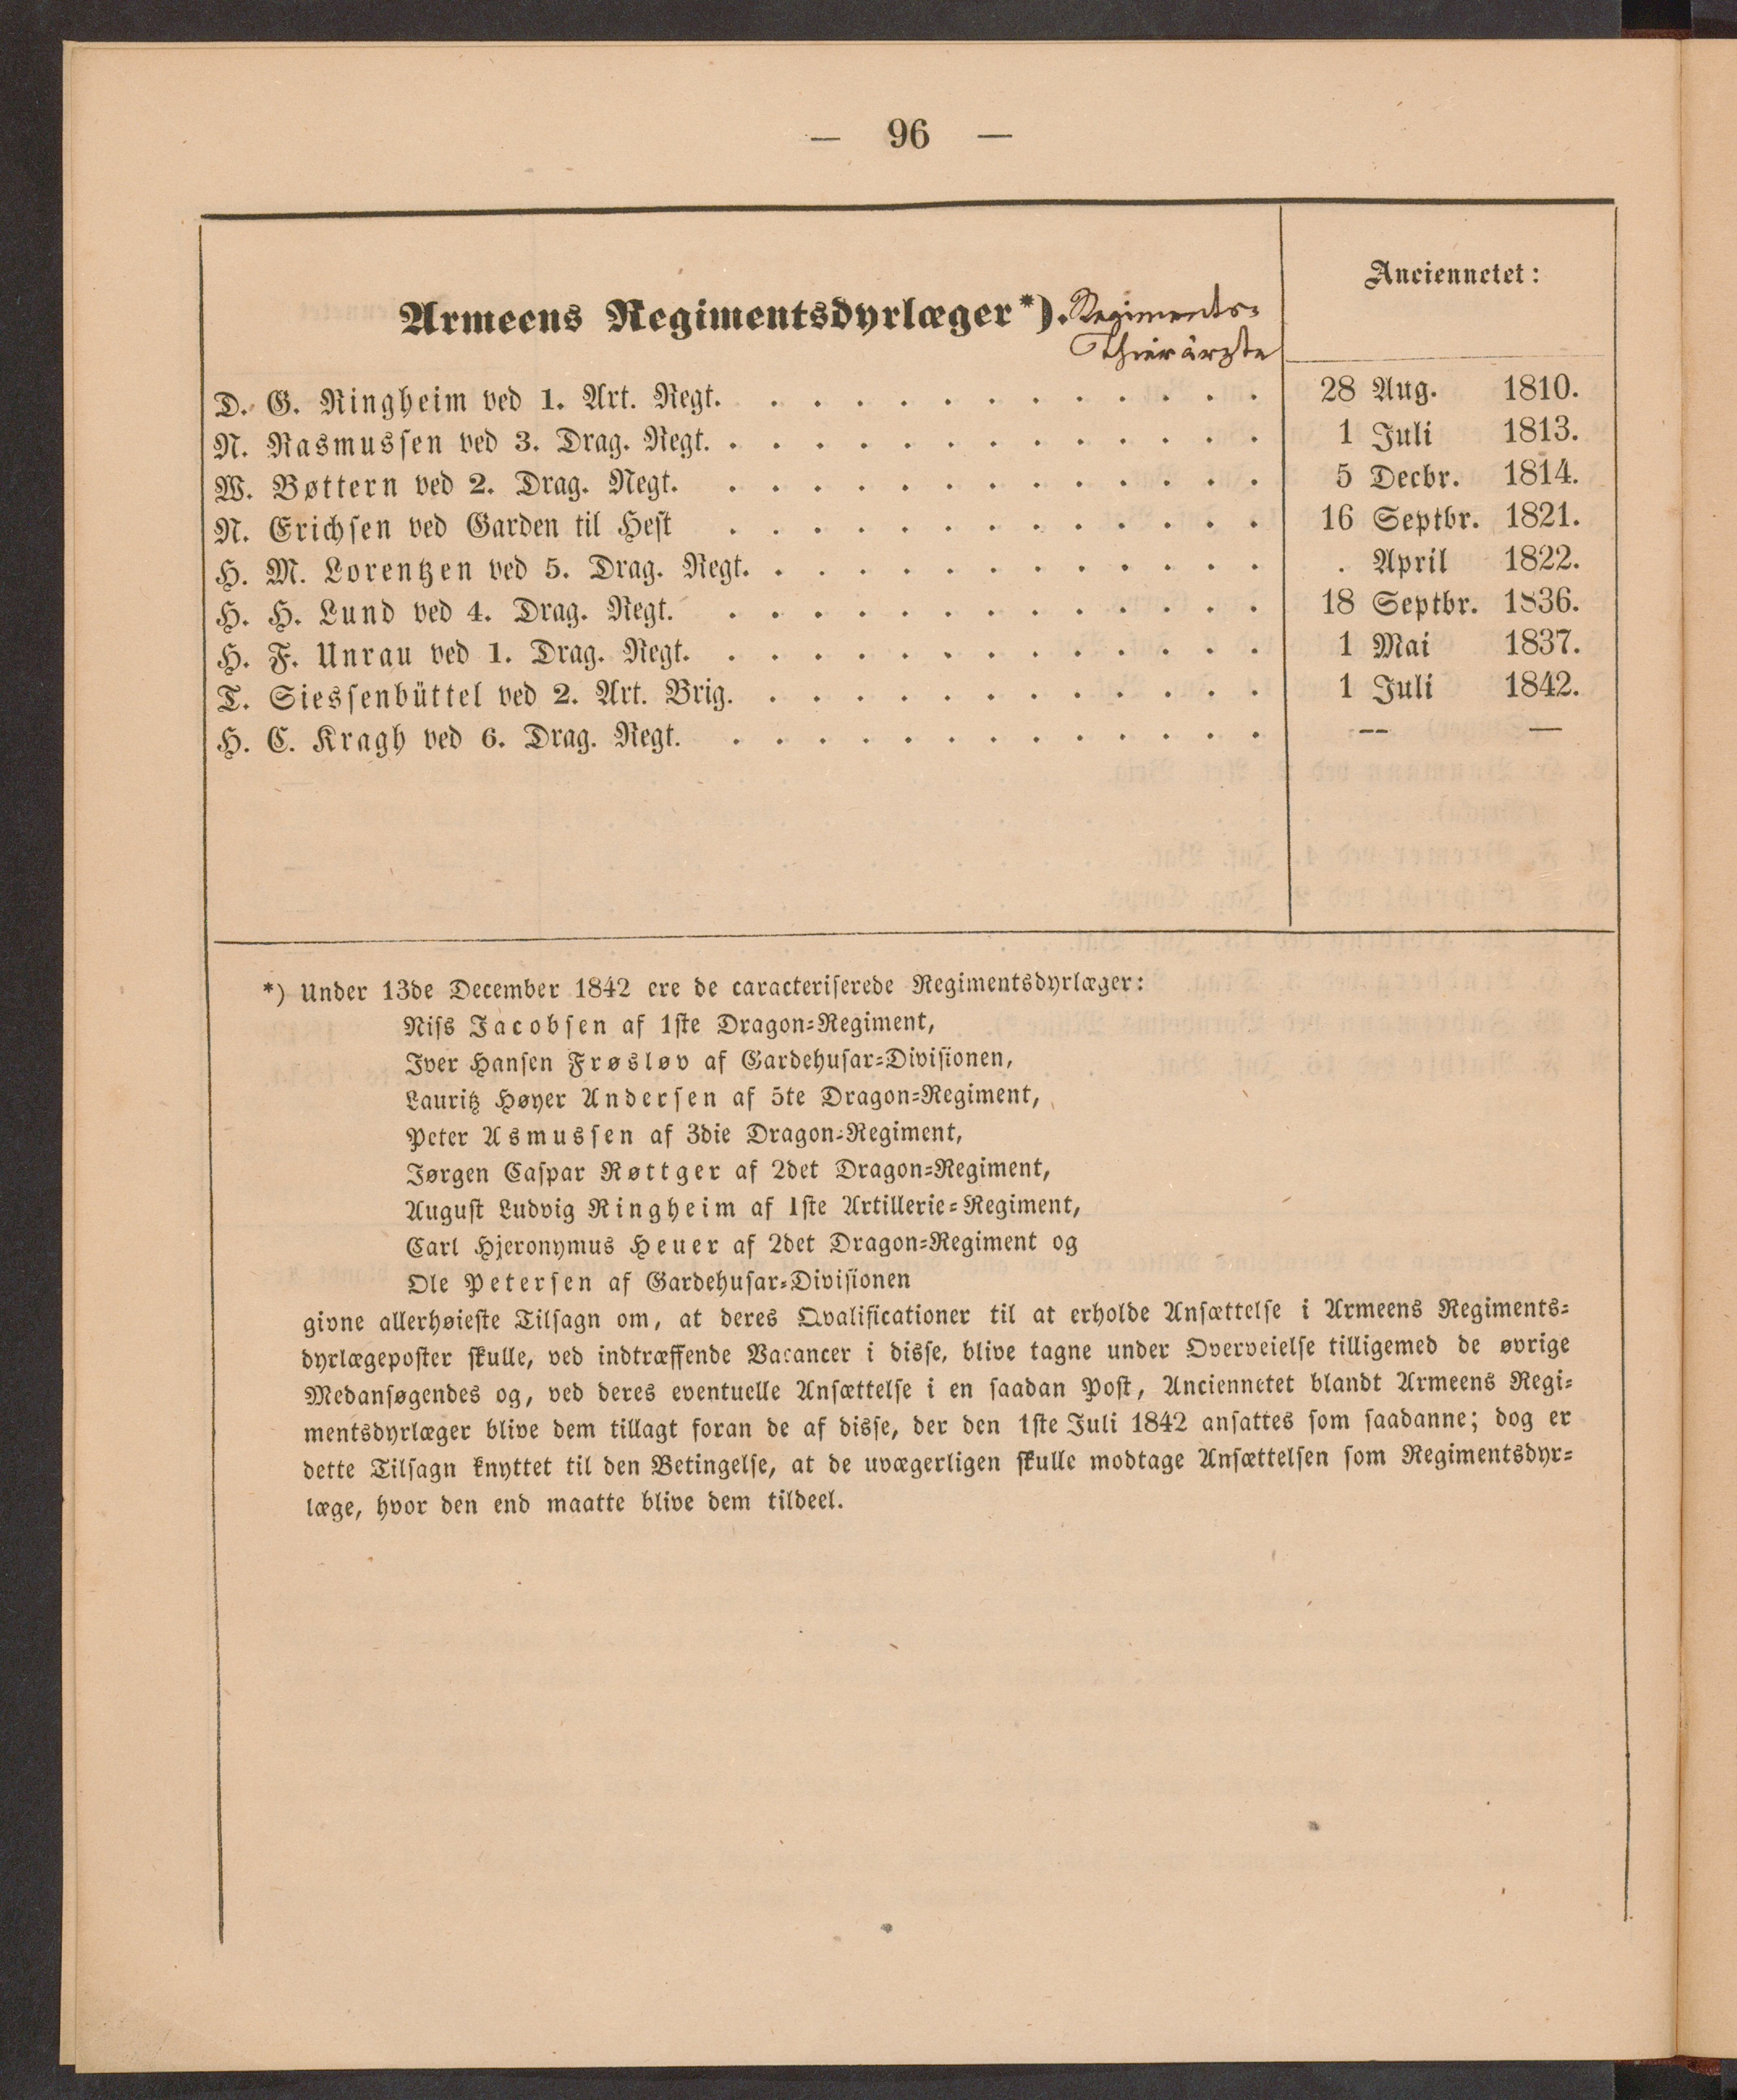 — 96 —
Anciennetet:
Armeens Regimentsdyrlæger*). Regiments-
Thierärzte
D. G. Ringheim ved 1. Art. Regt. . . . . . . . . . . . . 28 Aug. 1810.
N. Rasmussen ved 3. Drag. Regt. . . . . . . . . . . . . . 1 Juli 1813.
W. Bøttern ved 2. Drag. Regt. . . . . . . . . . . . . . 5 Decbr. 1814.
N. Erichsen ved Garden til Hest . . . . . . . . . . . . . 16 Septbr. 1821.
H. M. Lorentzen ved 5. Drag. Regt. . . . . . . . . . . . . . April 1822.
H. H. Lund ved 4. Drag. Regt. . . . . . . . . . . . . . 18 Septbr. 1836.
H. F. Unrau ved 1. Drag. Regt. . . . . . . . . . . . . . 1 Mai 1837.
T. Siessenbüttel ved 2. Art. Brig. . . . . . . . . . . . . 1 Juli 1842.
H. C. Kragh ved 6. Drag. Regt. . . . . . . . . . . . . . — —
*) Under 13de December 1842 ere de caracteriserede Regimentsdyrlæger:
Niss Jacobsen af 1ste Dragon-Regiment,
Iver Hansen Frøsløv af Gardehusar-Divisionen,
Lauritz Høyer Andersen af 5te Dragon-Regiment,
Peter Asmussen af 3die Dragon-Regiment,
Jørgen Caspar Røttger af 2det Dragon-Regiment,
August Ludvig Ringheim af 1ste Artillerie-Regiment,
Carl Hjeronymus Heuer af 2det Dragon-Regiment og
Ole Petersen af Gardehusar-Divisionen
givne allerhøieste Tilsagn om, at deres Qvalificationer til at erholde Ansættelse i Armeens Regiments-
dyrlægeposter skulle, ved indtræffende Vacancer i disse, blive tagne under Overveielse tilligemed de øvrige
Medansøgendes og, ved deres eventuelle Ansættelse i en saadan Post, Anciennetet blandt Armeens Regi-
mentsdyrlæger blive dem tillagt foran de af disse, der den 1ste Juli 1842 ansattes som saadanne; dog er
dette Tilsagn knyttet til den Betingelse, at de uvægerligen skulle modtage Ansættelsen som Regimentsdyr-
læge, hvor den end maatte blive dem tildeel.